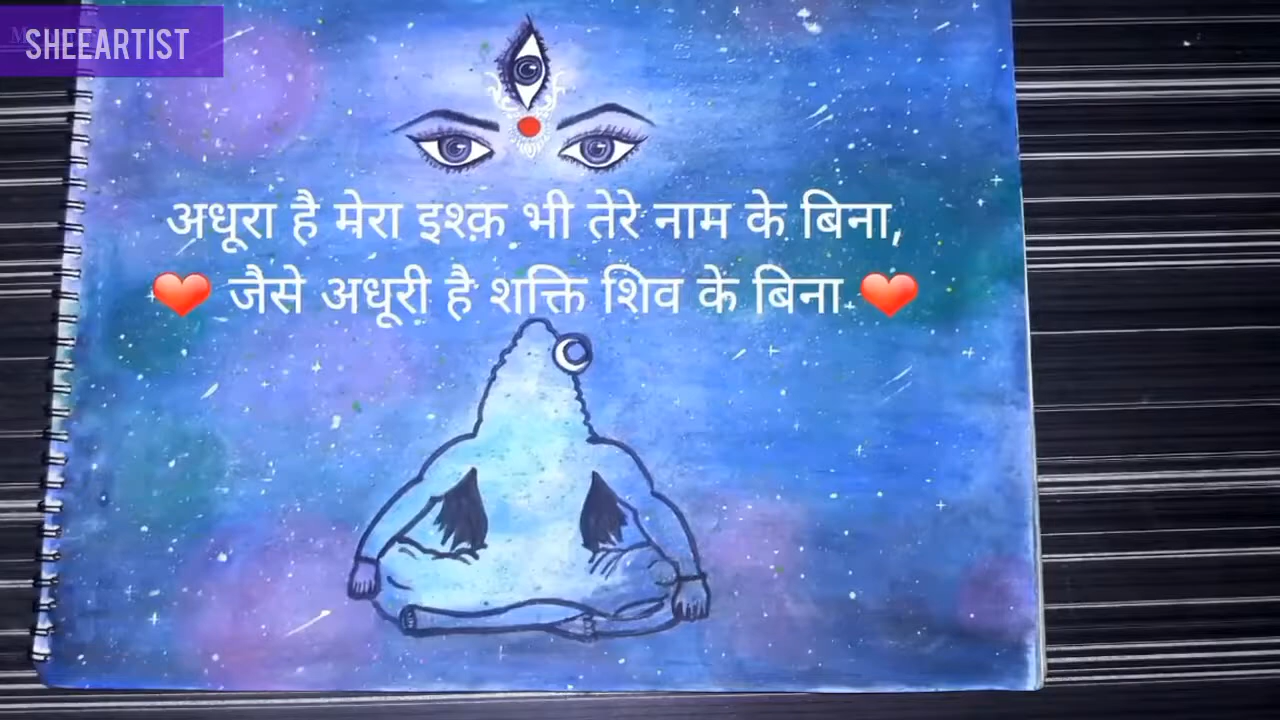 SHEEARTIST
अधूरा है मेरा इश्क़ भी तेरे नाम के बिना,
❤ जैसे अधूरी है शक्ति शिव के बिना ❤